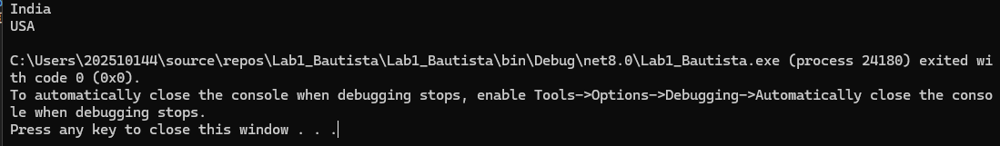 India
USA
C:\Users\202510144\source\repos\Lab1_Bautista\Lab1_Bautista\bin\Debug\net8.0\Lab1_Bautista.exe (process 24180) exited wi
th code 0 (0x0).
To automatically close the console when debugging stops, enable Tools->Options->Debugging->Automatically close the conso
le when debugging stops.
Press any key to close this window . . .